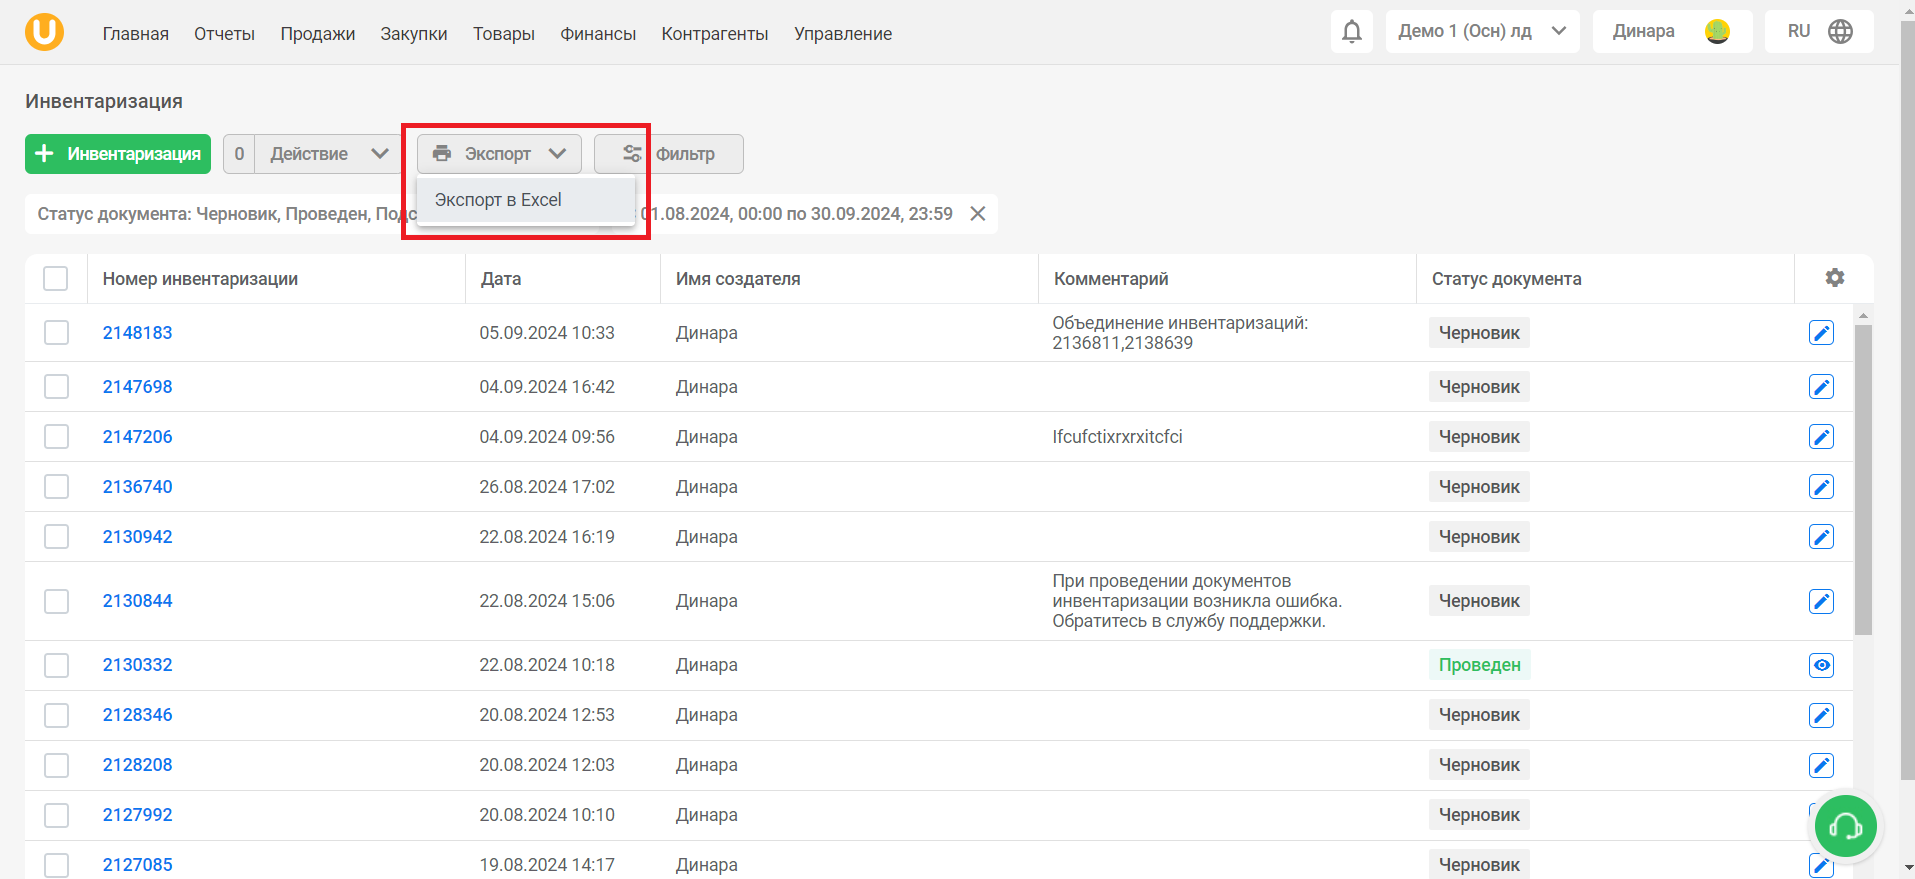 Главная Отчеты Продажи Закупки Товары Финансы Контрагенты Управление Демо 1 (Осн) лд Динара RU
Инвентаризация
Инвентаризация 0 Действие Экспорт Фильтр
Экспорт в Excel
Статус документа: Черновик, Проведен, 01.08.2024, 00:00 по 30.09.2024, 23:59
Номер инвентаризации Дата Имя создателя Комментарий Статус документа
2148183 05.09.2024 10:33 Динара Объединение инвентаризаций: Черновик
2136811,2138639
2147698 04.09.2024 16:42 Динара Черновик
2147206 04.09.2024 09:56 Динара Ifcufctixrxrxitcfci Черновик
2136740 26.08.2024 17:02 Динара Черновик
2130942 22.08.2024 16:19 Динара Черновик
2130844 22.08.2024 15:06 Динара При проведении документов Черновик
инвентаризации возникла ошибка.
Обратитесь в службу поддержки.
2130332 22.08.2024 10:18 Динара Проведен
2128346 20.08.2024 12:53 Динара Черновик
2128208 20.08.2024 12:03 Динара Черновик
2127992 20.08.2024 10:10 Динара Черновик
2127085 19.08.2024 14:17 Динара Черновик